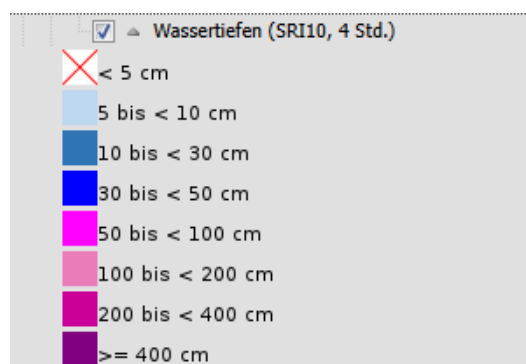 Wassertiefen (SRI10, 4 Std.)
< 5 cm
5 bis < 10 cm
10 bis < 30 cm
30 bis < 50 cm
50 bis < 100 cm
100 bis < 200 cm
200 bis < 400 cm
>= 400 cm